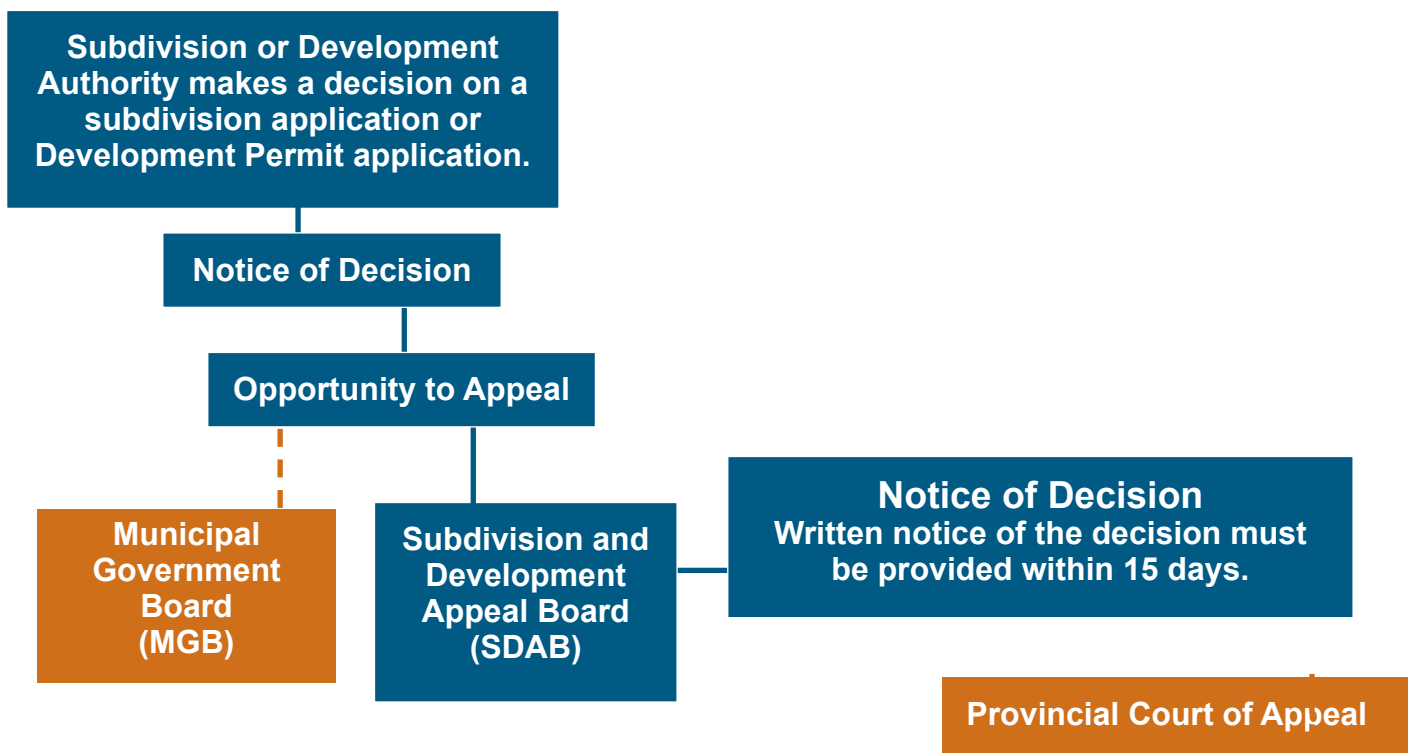 Subdivision or Development
Authority makes a decision on a
subdivision application or
Development Permit application.
Notice of Decision
Opportunity to Appeal
Municipal
Government
Board
(MGB)
Subdivision and
Development
Appeal Board
(SDAB)
Notice of Decision
Written notice of the decision must
be provided within 15 days.
Provincial Court of Appeal